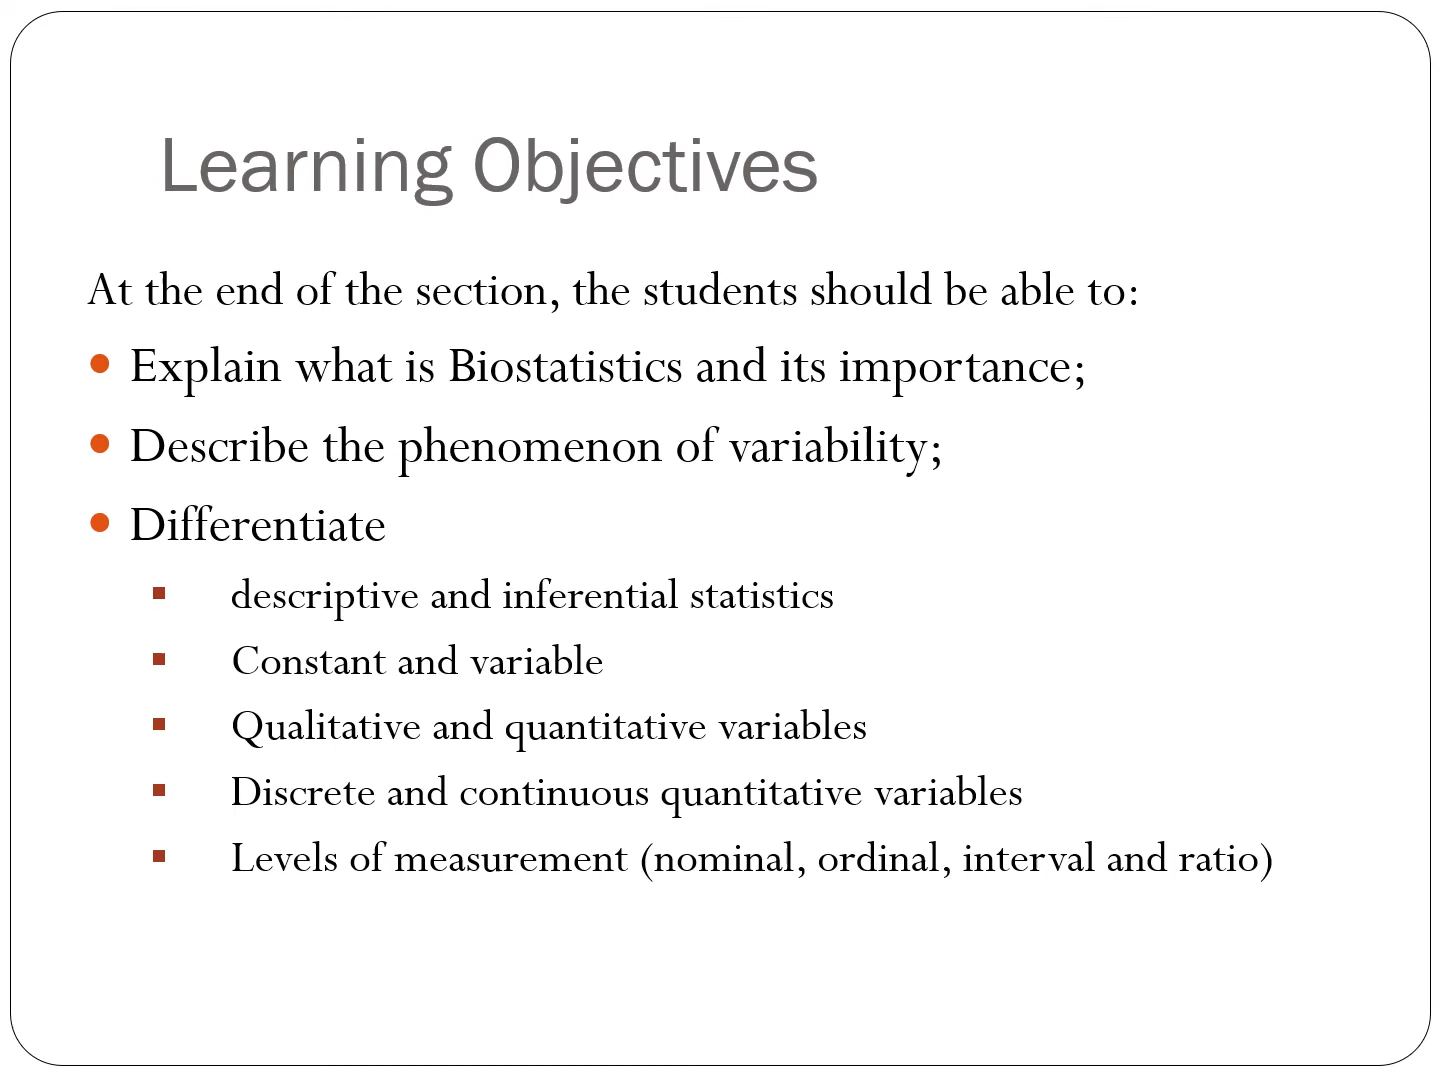 Learning Objectives
At the end of the section, the students should be able to:
Explain what is Biostatistics and its importance;
Describe the phenomenon of variability;
Differentiate
descriptive and inferential statistics
Constant and variable
Qualitative and quantitative variables
Discrete and continuous quantitative variables
Levels of measurement (nominal, ordinal, interval and ratio)